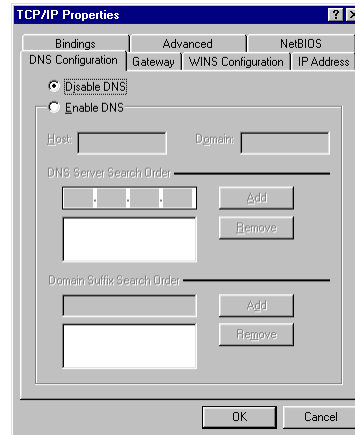 TCP/IP Properties
Bindings Advanced NetBIOS
DNS Configuration Gateway WINS Configuration IP Address
Disable DNS
Enable DNS
Host: Domain:
DNS Server Search Order
Add
Remove
Domain Suffix Search Order
Add
Remove
OK Cancel